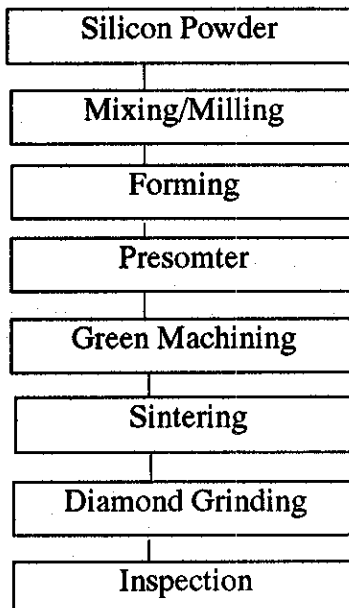 Silicon Powder
Mixing/Milling
Forming
Presomter
Green Machining
Sintering
Diamond Grinding
Inspection